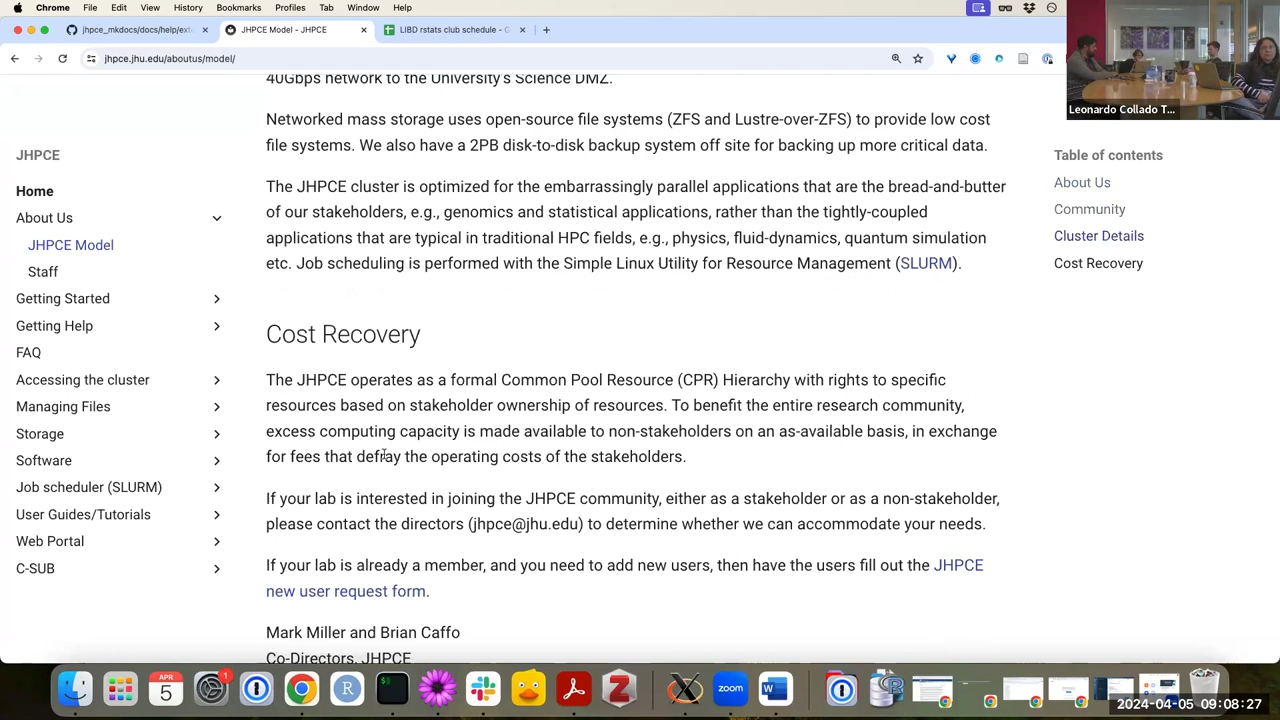 Chrome File Edit View History Bookmarks Profiles Tab Window Help
jhpce_mkdocs/docs/help/ext
JHPCE Model - JHPCE
LIBD rstats club schedule - G
jhpce.jhu.edu/aboutus/model/
Leonardo Collado T...
40Gbps network to the University's Science DMZ.
Networked mass storage uses open-source file systems (ZFS and Lustre-over-ZFS) to provide low cost
file systems. We also have a 2PB disk-to-disk backup system off site for backing up more critical data.
The JHPCE cluster is optimized for the embarrassingly parallel applications that are the bread-and-butter
of our stakeholders, e.g., genomics and statistical applications, rather than the tightly-coupled
applications that are typical in traditional HPC fields, e.g., physics, fluid-dynamics, quantum simulation
etc. Job scheduling is performed with the Simple Linux Utility for Resource Management (SLURM).
Cost Recovery
The JHPCE operates as a formal Common Pool Resource (CPR) Hierarchy with rights to specific
resources based on stakeholder ownership of resources. To benefit the entire research community,
excess computing capacity is made available to non-stakeholders on an as-available basis, in exchange
for fees that defray the operating costs of the stakeholders.
If your lab is interested in joining the JHPCE community, either as a stakeholder or as a non-stakeholder,
please contact the directors (jhpce@jhu.edu) to determine whether we can accommodate your needs.
If your lab is already a member, and you need to add new users, then have the users fill out the JHPCE
new user request form.
Mark Miller and Brian Caffo
Co-Directors, JHPCE
JHPCE
Home
About Us
JHPCE Model
Staff
Getting Started
Getting Help
FAQ
Accessing the cluster
Managing Files
Storage
Software
Job scheduler (SLURM)
User Guides/Tutorials
Web Portal
C-SUB
Table of contents
About Us
Community
Cluster Details
Cost Recovery
APR
5
1
zoom
2024-04-05 09:08:27